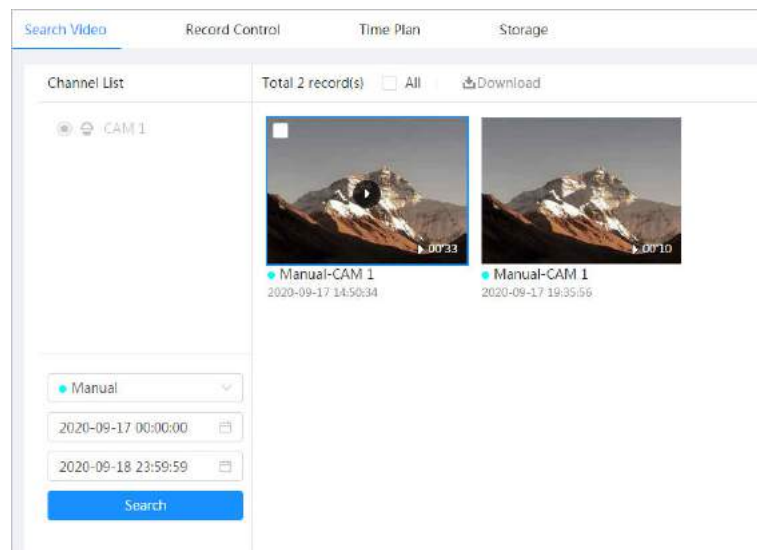 Search Video Record Control Time Plan Storage
Channel List
Total 2 record(s) All Download
CAM 1
00'33
00'10
Manual-CAM 1
2020-09-17 14:50:34
Manual-CAM 1
2020-09-17 19:35:56
Manual
2020-09-17 00:00:00
2020-09-18 23:59:59
Search